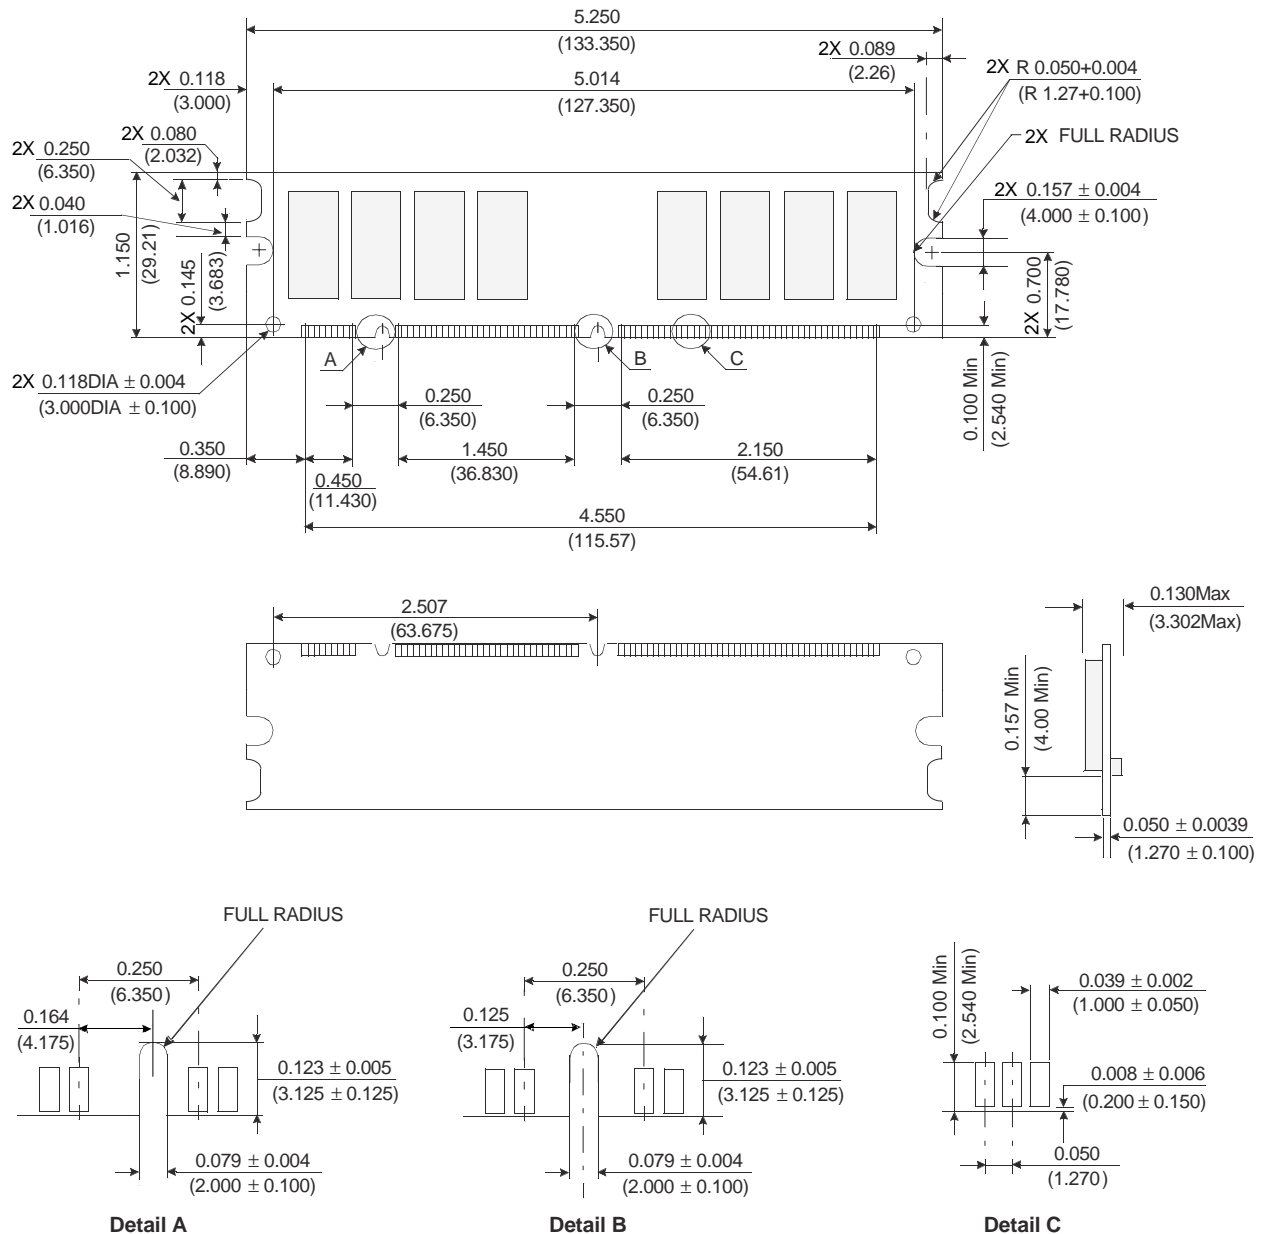 5.250
(133.350)
2X 0.089
(2.26)
2X 0.118
(3.000)
5.014
(127.350)
2X R 0.050+0.004
(R 1.27+0.100)
2X 0.080
(2.032)
2X FULL RADIUS
2X 0.250
(6.350)
2X 0.157 ± 0.004
(4.000 ± 0.100)
2X 0.040
(1.016)
1.150
(29.21)
2X 0.145
(3.683)
2X 0.700
(17.780)
A
B
C
2X 0.118DIA ± 0.004
(3.000DIA ± 0.100)
0.100 Min
(2.540 Min)
0.250
(6.350)
0.250
(6.350)
0.350
(8.890)
0.450
(11.430)
1.450
(36.830)
2.150
(54.61)
4.550
(115.57)
2.507
(63.675)
0.130Max
(3.302Max)
0.157 Min
(4.00 Min)
0.050 ± 0.0039
(1.270 ± 0.100)
FULL RADIUS
0.250
(6.350)
0.164
(4.175)
0.123 ± 0.005
(3.125 ± 0.125)
0.079 ± 0.004
(2.000 ± 0.100)
Detail A
FULL RADIUS
0.250
(6.350)
0.125
(3.175)
0.123 ± 0.005
(3.125 ± 0.125)
0.079 ± 0.004
(2.000 ± 0.100)
Detail B
0.100 Min
(2.540 Min)
0.039 ± 0.002
(1.000 ± 0.050)
0.008 ± 0.006
(0.200 ± 0.150)
0.050
(1.270)
Detail C